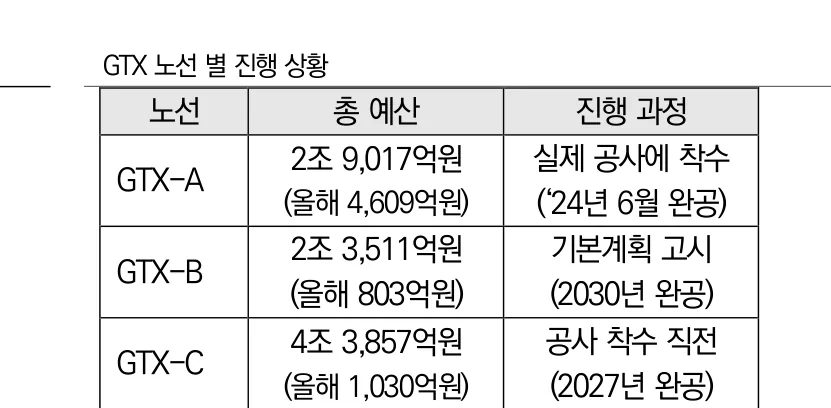 GTX 노선 별 진행 상황
노선 총 예산 진행 과정
GTX-A 2조 9,017억원 (올해 4,609억원) 실제 공사에 착수 (‘24년 6월 완공)
GTX-B 2조 3,511억원 (올해 803억원) 기본계획 고시 (2030년 완공)
GTX-C 4조 3,857억원 (올해 1,030억원) 공사 착수 직전 (2027년 완공)